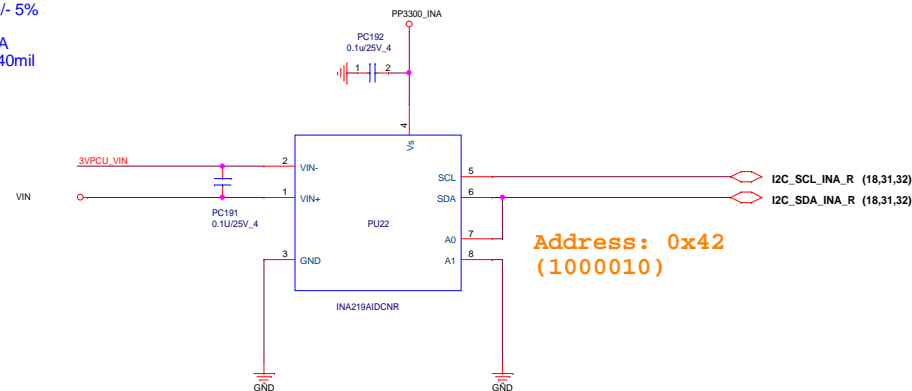 /- 5%
A
40mil
PP3300_INA
PC192
0.1u/25V_4
1 2
4
Vs
3VPCU_VIN
2 VIN-
VIN
1 VIN+
PC191
0.1U/25V_4
PU22
SCL 5
I2C_SCL_INA_R (18,31,32)
SDA 6
I2C_SDA_INA_R (18,31,32)
A0 7
3 GND
A1 8
Address: 0x42
(1000010)
INA219AIDCNR
GND
GND